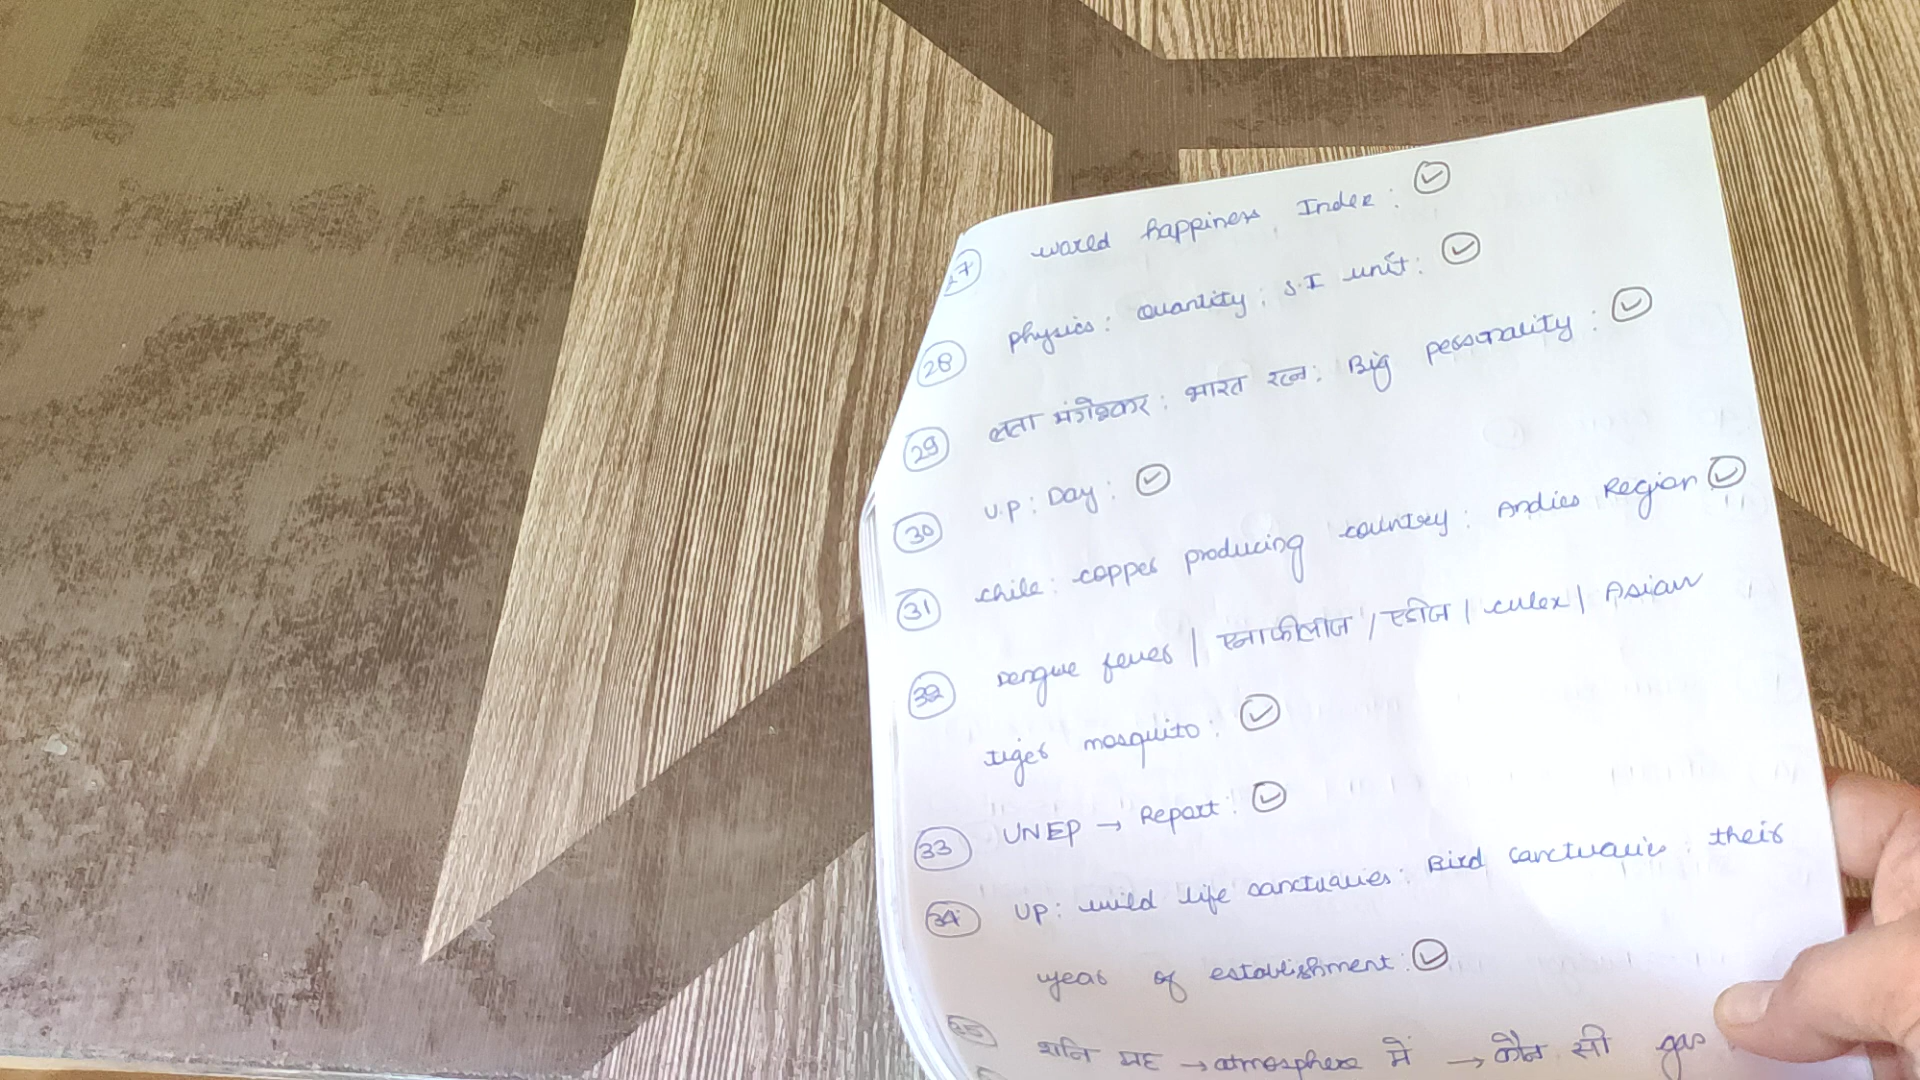 27 world happiness Index :
28 physics : Quantity : S.I unit :
29 लता मंगेशकर : भारत रत्न : Big personality :
30 U.P : Day :
31 chile : copper producing country : Andies Region
32 Dengue fever | एनाफीलीज / एडीज | culex | Asian
tiger mosquito :
33 UNEP → Report :
34 UP : wild life sanctuaries : Bird sanctuaries : their
year of establishment :
35 शनि ग्रह → atmosphere में → कौन सी gas